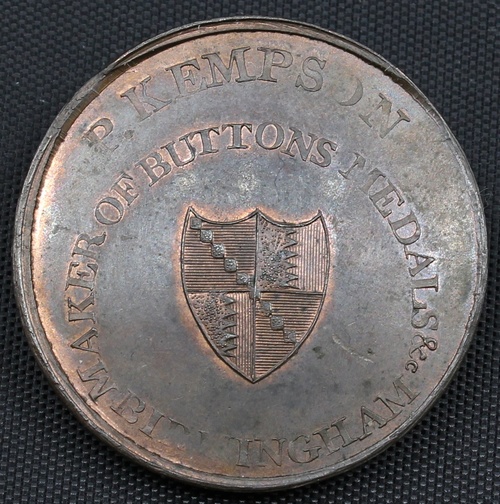 P. KEMPSON
MAKER OF BUTTONS MEDALS &c
BIRMINGHAM